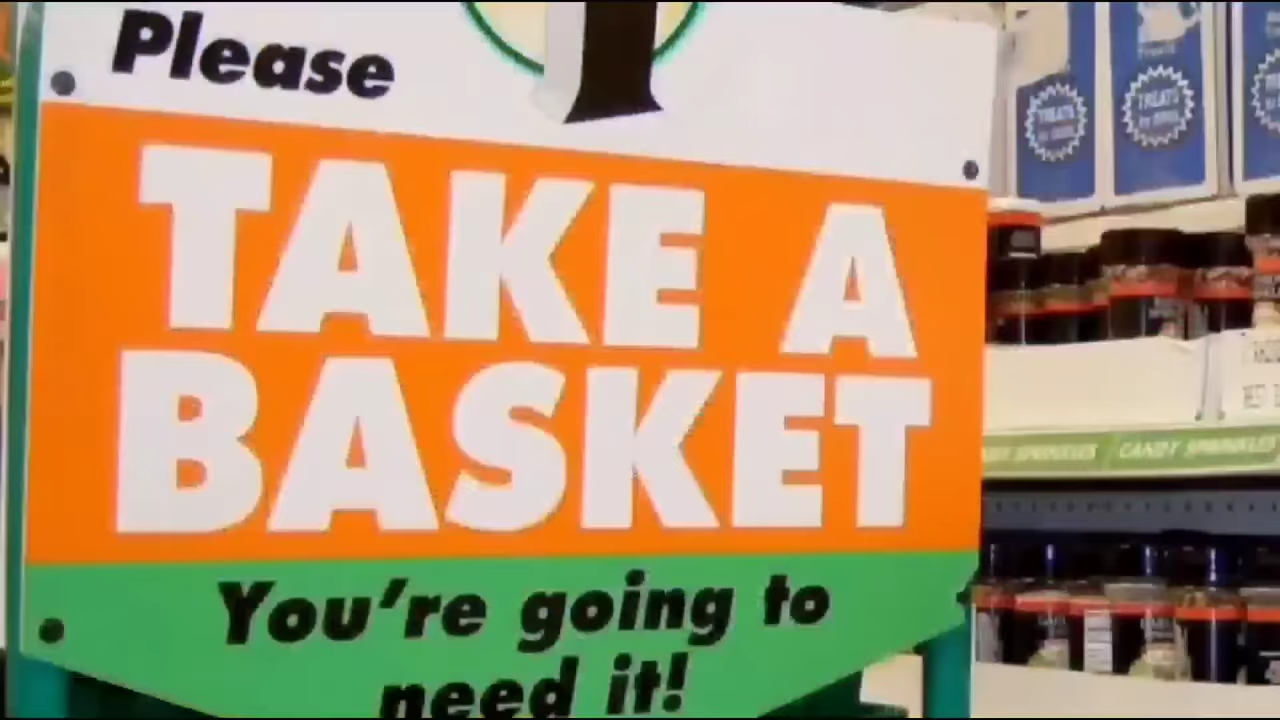 Please
TAKE A
BASKET
You're going to
need it!
TREATS
TREATS
CANDY SPRINKLES